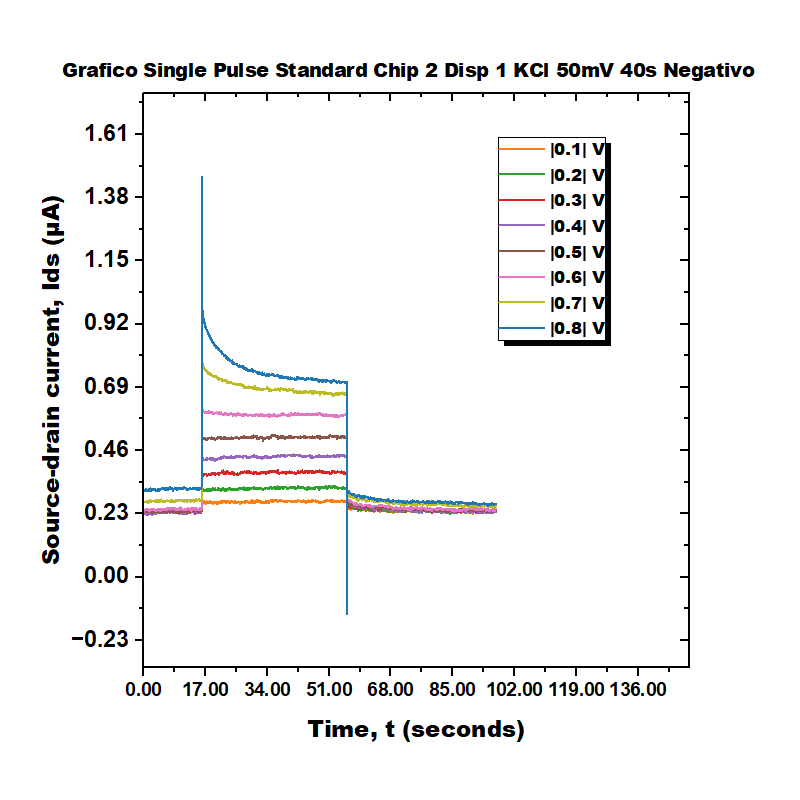 Grafico Single Pulse Standard Chip 2 Disp 1 KCl 50mV 40s Negativo
1.61
1.38
1.15
0.92
0.69
0.46
0.23
0.00
−0.23
Source-drain current, Ids (µA)
|0.1| V
|0.2| V
|0.3| V
|0.4| V
|0.5| V
|0.6| V
|0.7| V
|0.8| V
0.00 17.00 34.00 51.00 68.00 85.00 102.00 119.00 136.00
Time, t (seconds)